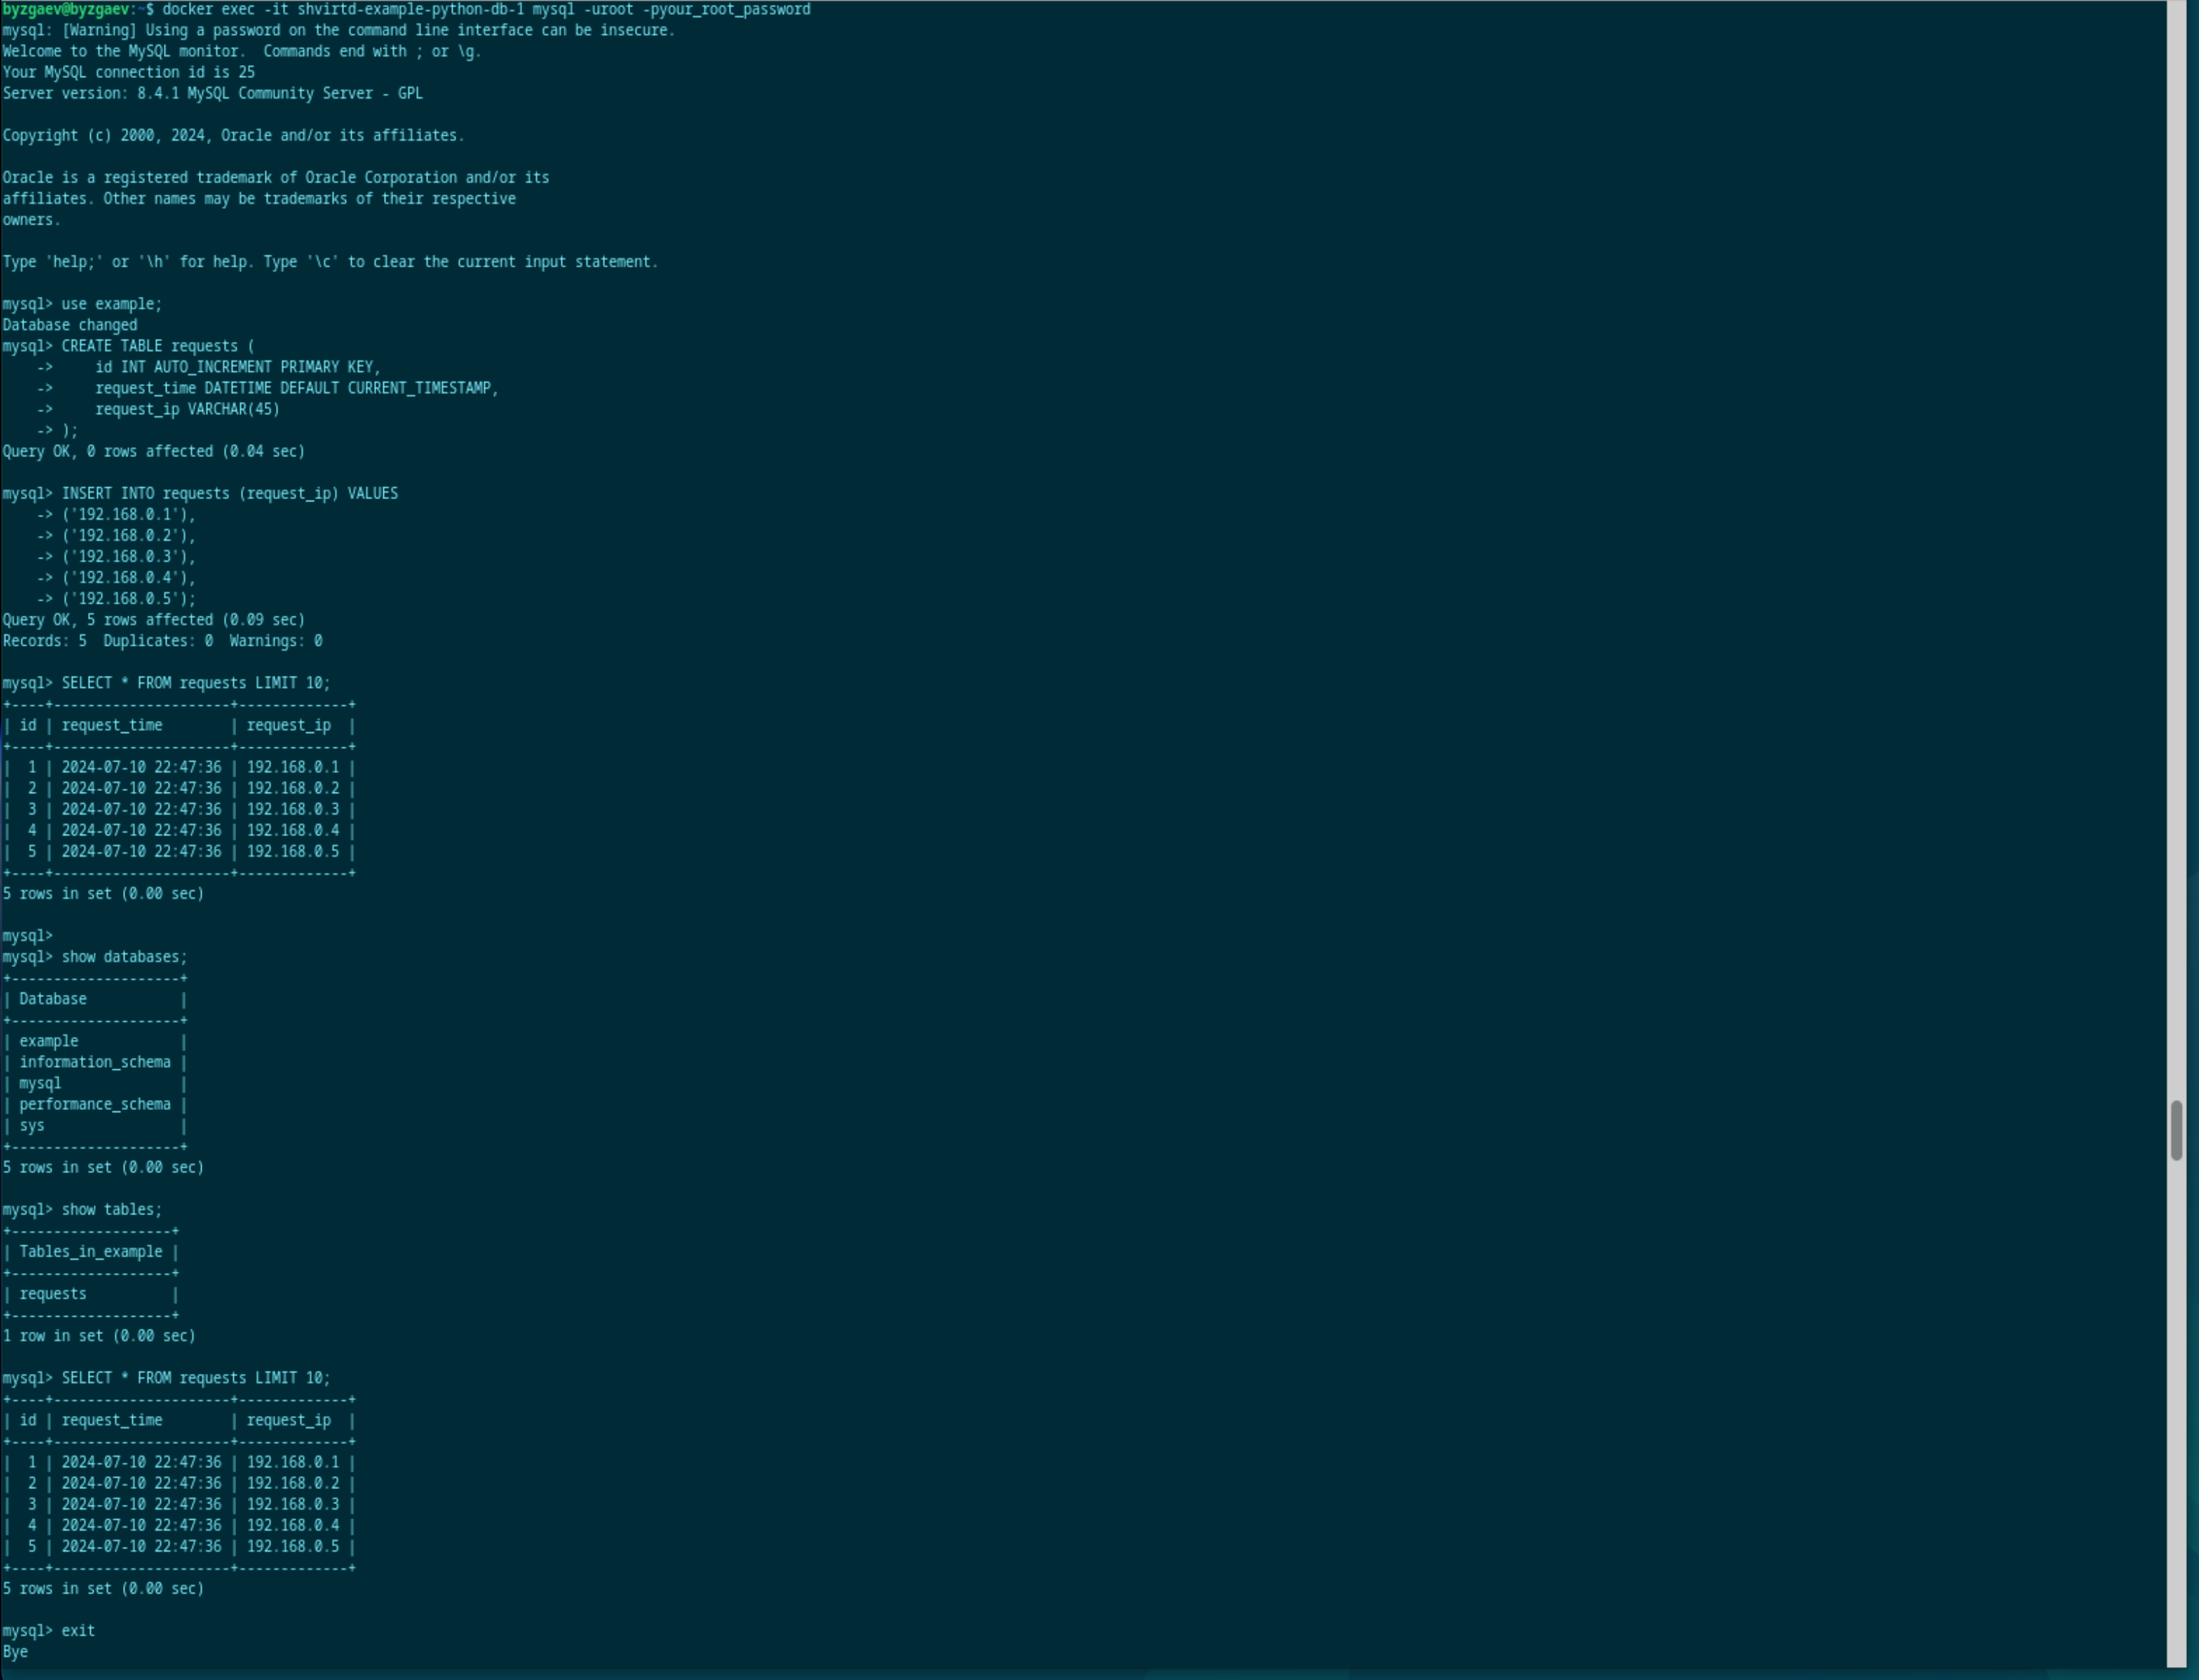 byzgaev@byzgaev:~$ docker exec -it shvirtd-example-python-db-1 mysql -uroot -pyour_root_password
mysql: [Warning] Using a password on the command line interface can be insecure.
Welcome to the MySQL monitor.  Commands end with ; or \g.
Your MySQL connection id is 25
Server version: 8.4.1 MySQL Community Server - GPL

Copyright (c) 2000, 2024, Oracle and/or its affiliates.

Oracle is a registered trademark of Oracle Corporation and/or its
affiliates. Other names may be trademarks of their respective
owners.

Type 'help;' or '\h' for help. Type '\c' to clear the current input statement.

mysql> use example;
Database changed
mysql> CREATE TABLE requests (
    ->     id INT AUTO_INCREMENT PRIMARY KEY,
    ->     request_time DATETIME DEFAULT CURRENT_TIMESTAMP,
    ->     request_ip VARCHAR(45)
    -> );
Query OK, 0 rows affected (0.04 sec)

mysql> INSERT INTO requests (request_ip) VALUES
    -> ('192.168.0.1'),
    -> ('192.168.0.2'),
    -> ('192.168.0.3'),
    -> ('192.168.0.4'),
    -> ('192.168.0.5');
Query OK, 5 rows affected (0.09 sec)
Records: 5  Duplicates: 0  Warnings: 0

mysql> SELECT * FROM requests LIMIT 10;
+----+---------------------+-------------+
| id | request_time        | request_ip  |
+----+---------------------+-------------+
|  1 | 2024-07-10 22:47:36 | 192.168.0.1 |
|  2 | 2024-07-10 22:47:36 | 192.168.0.2 |
|  3 | 2024-07-10 22:47:36 | 192.168.0.3 |
|  4 | 2024-07-10 22:47:36 | 192.168.0.4 |
|  5 | 2024-07-10 22:47:36 | 192.168.0.5 |
+----+---------------------+-------------+
5 rows in set (0.00 sec)

mysql>
mysql> show databases;
+--------------------+
| Database           |
+--------------------+
| example            |
| information_schema |
| mysql              |
| performance_schema |
| sys                |
+--------------------+
5 rows in set (0.00 sec)

mysql> show tables;
+-------------------+
| Tables_in_example |
+-------------------+
| requests          |
+-------------------+
1 row in set (0.00 sec)

mysql> SELECT * FROM requests LIMIT 10;
+----+---------------------+-------------+
| id | request_time        | request_ip  |
+----+---------------------+-------------+
|  1 | 2024-07-10 22:47:36 | 192.168.0.1 |
|  2 | 2024-07-10 22:47:36 | 192.168.0.2 |
|  3 | 2024-07-10 22:47:36 | 192.168.0.3 |
|  4 | 2024-07-10 22:47:36 | 192.168.0.4 |
|  5 | 2024-07-10 22:47:36 | 192.168.0.5 |
+----+---------------------+-------------+
5 rows in set (0.00 sec)

mysql> exit
Bye